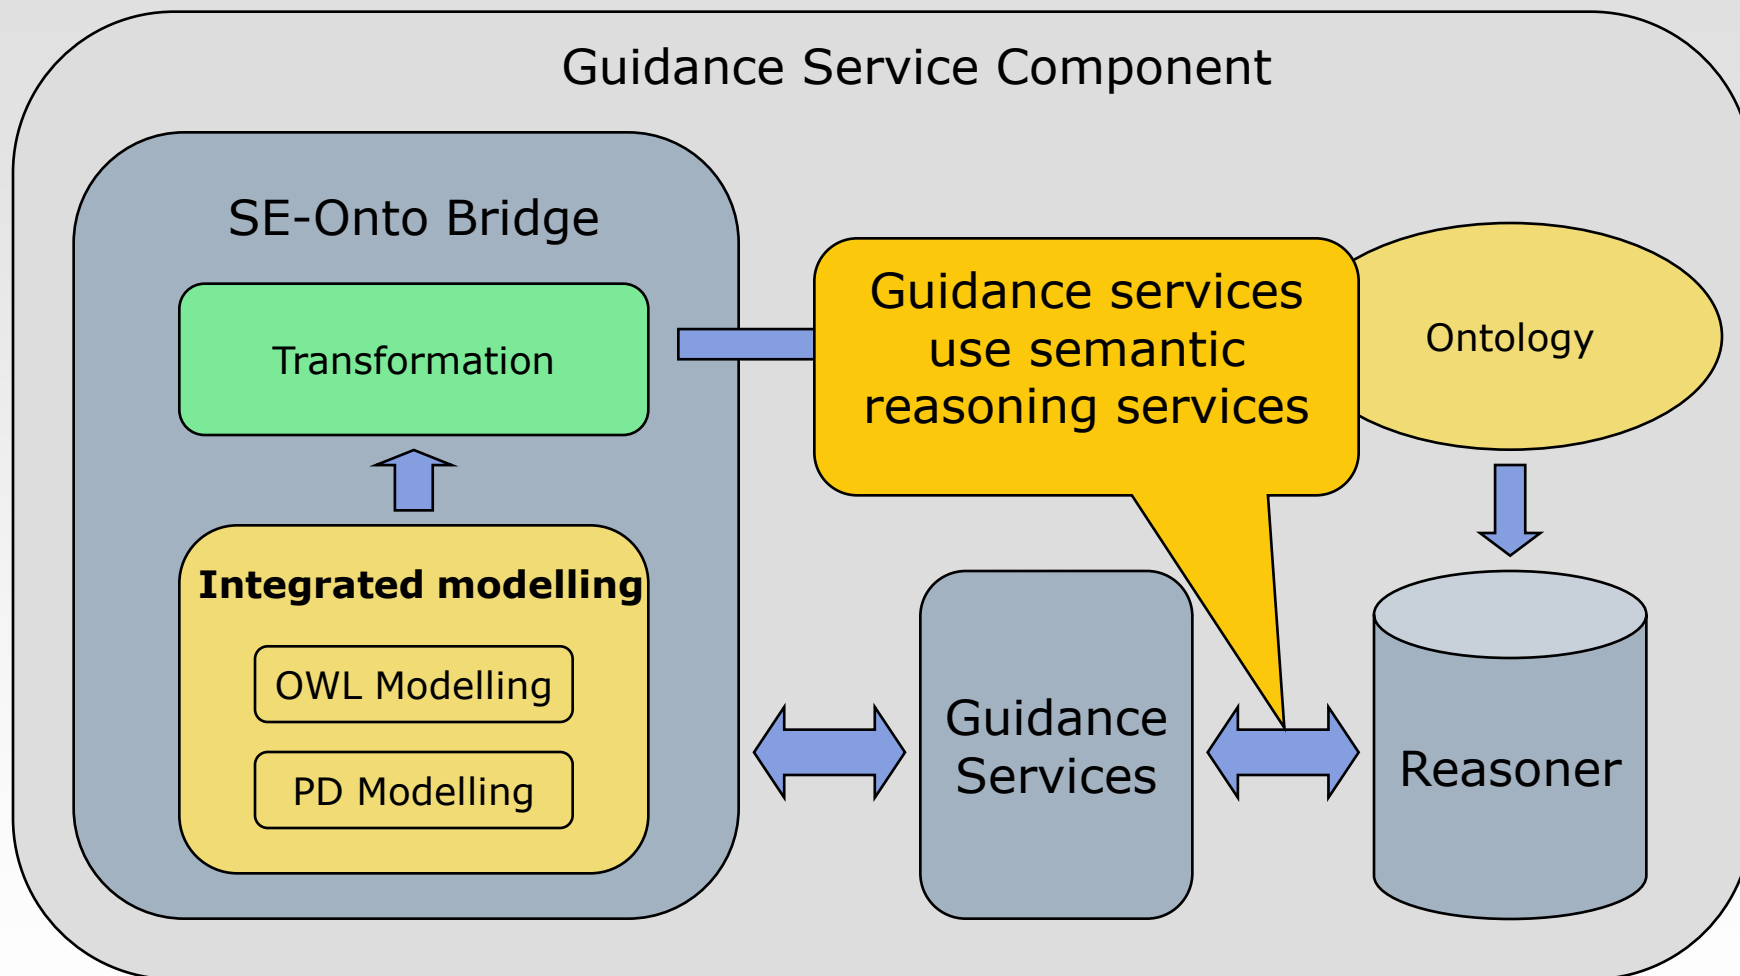 Guidance Service Component
SE-Onto Bridge
Transformation
Guidance services
use semantic
reasoning services
Ontology
Integrated modelling
OWL Modelling
PD Modelling
Guidance
Services
Reasoner